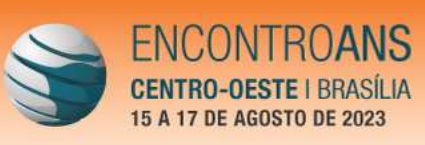 ENCONTROANS
CENTRO-OESTE | BRASÍLIA
15 A 17 DE AGOSTO DE 2023